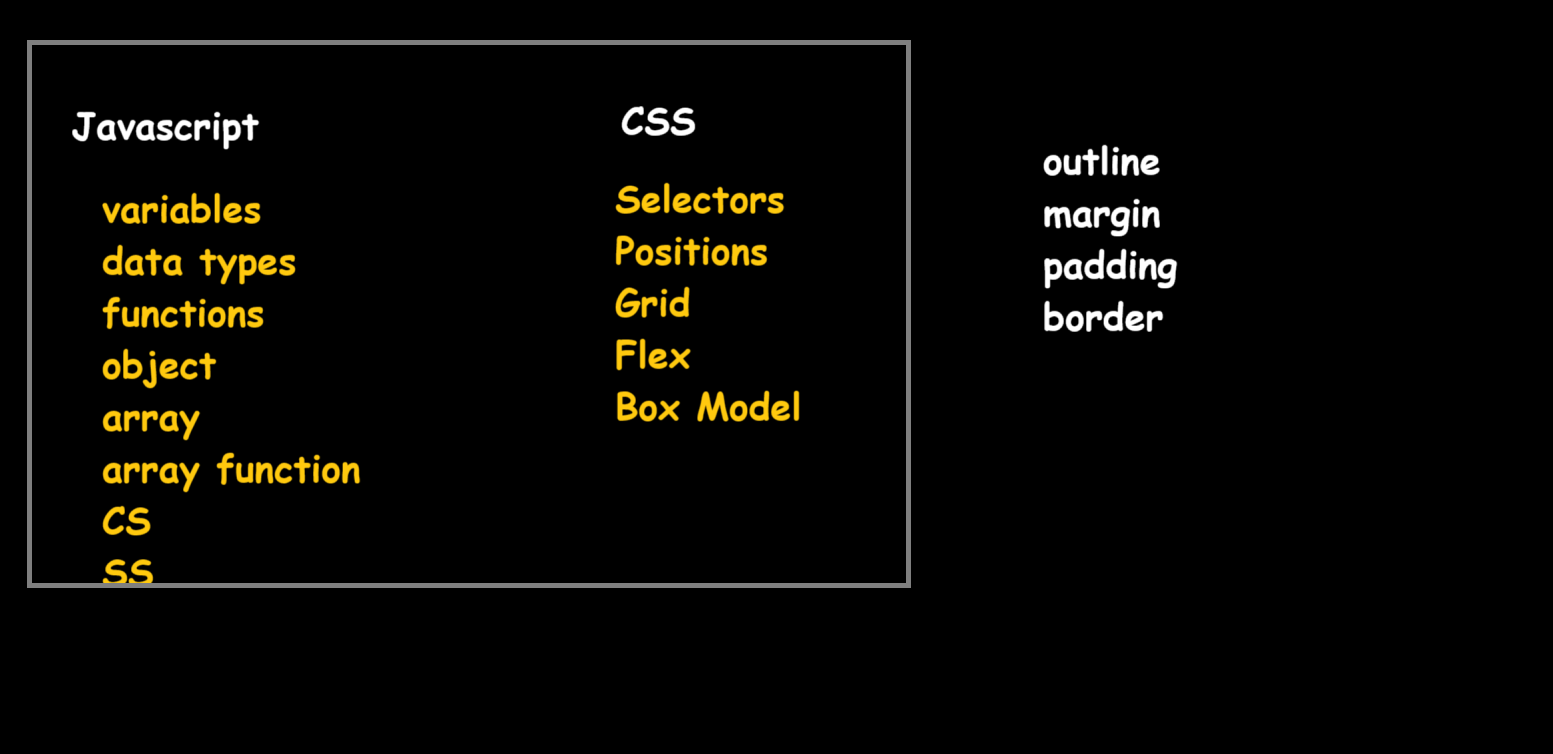 Javascript
variables
data types
functions
object
array
array function
CS
SS
CSS
Selectors
Positions
Grid
Flex
Box Model
outline
margin
padding
border